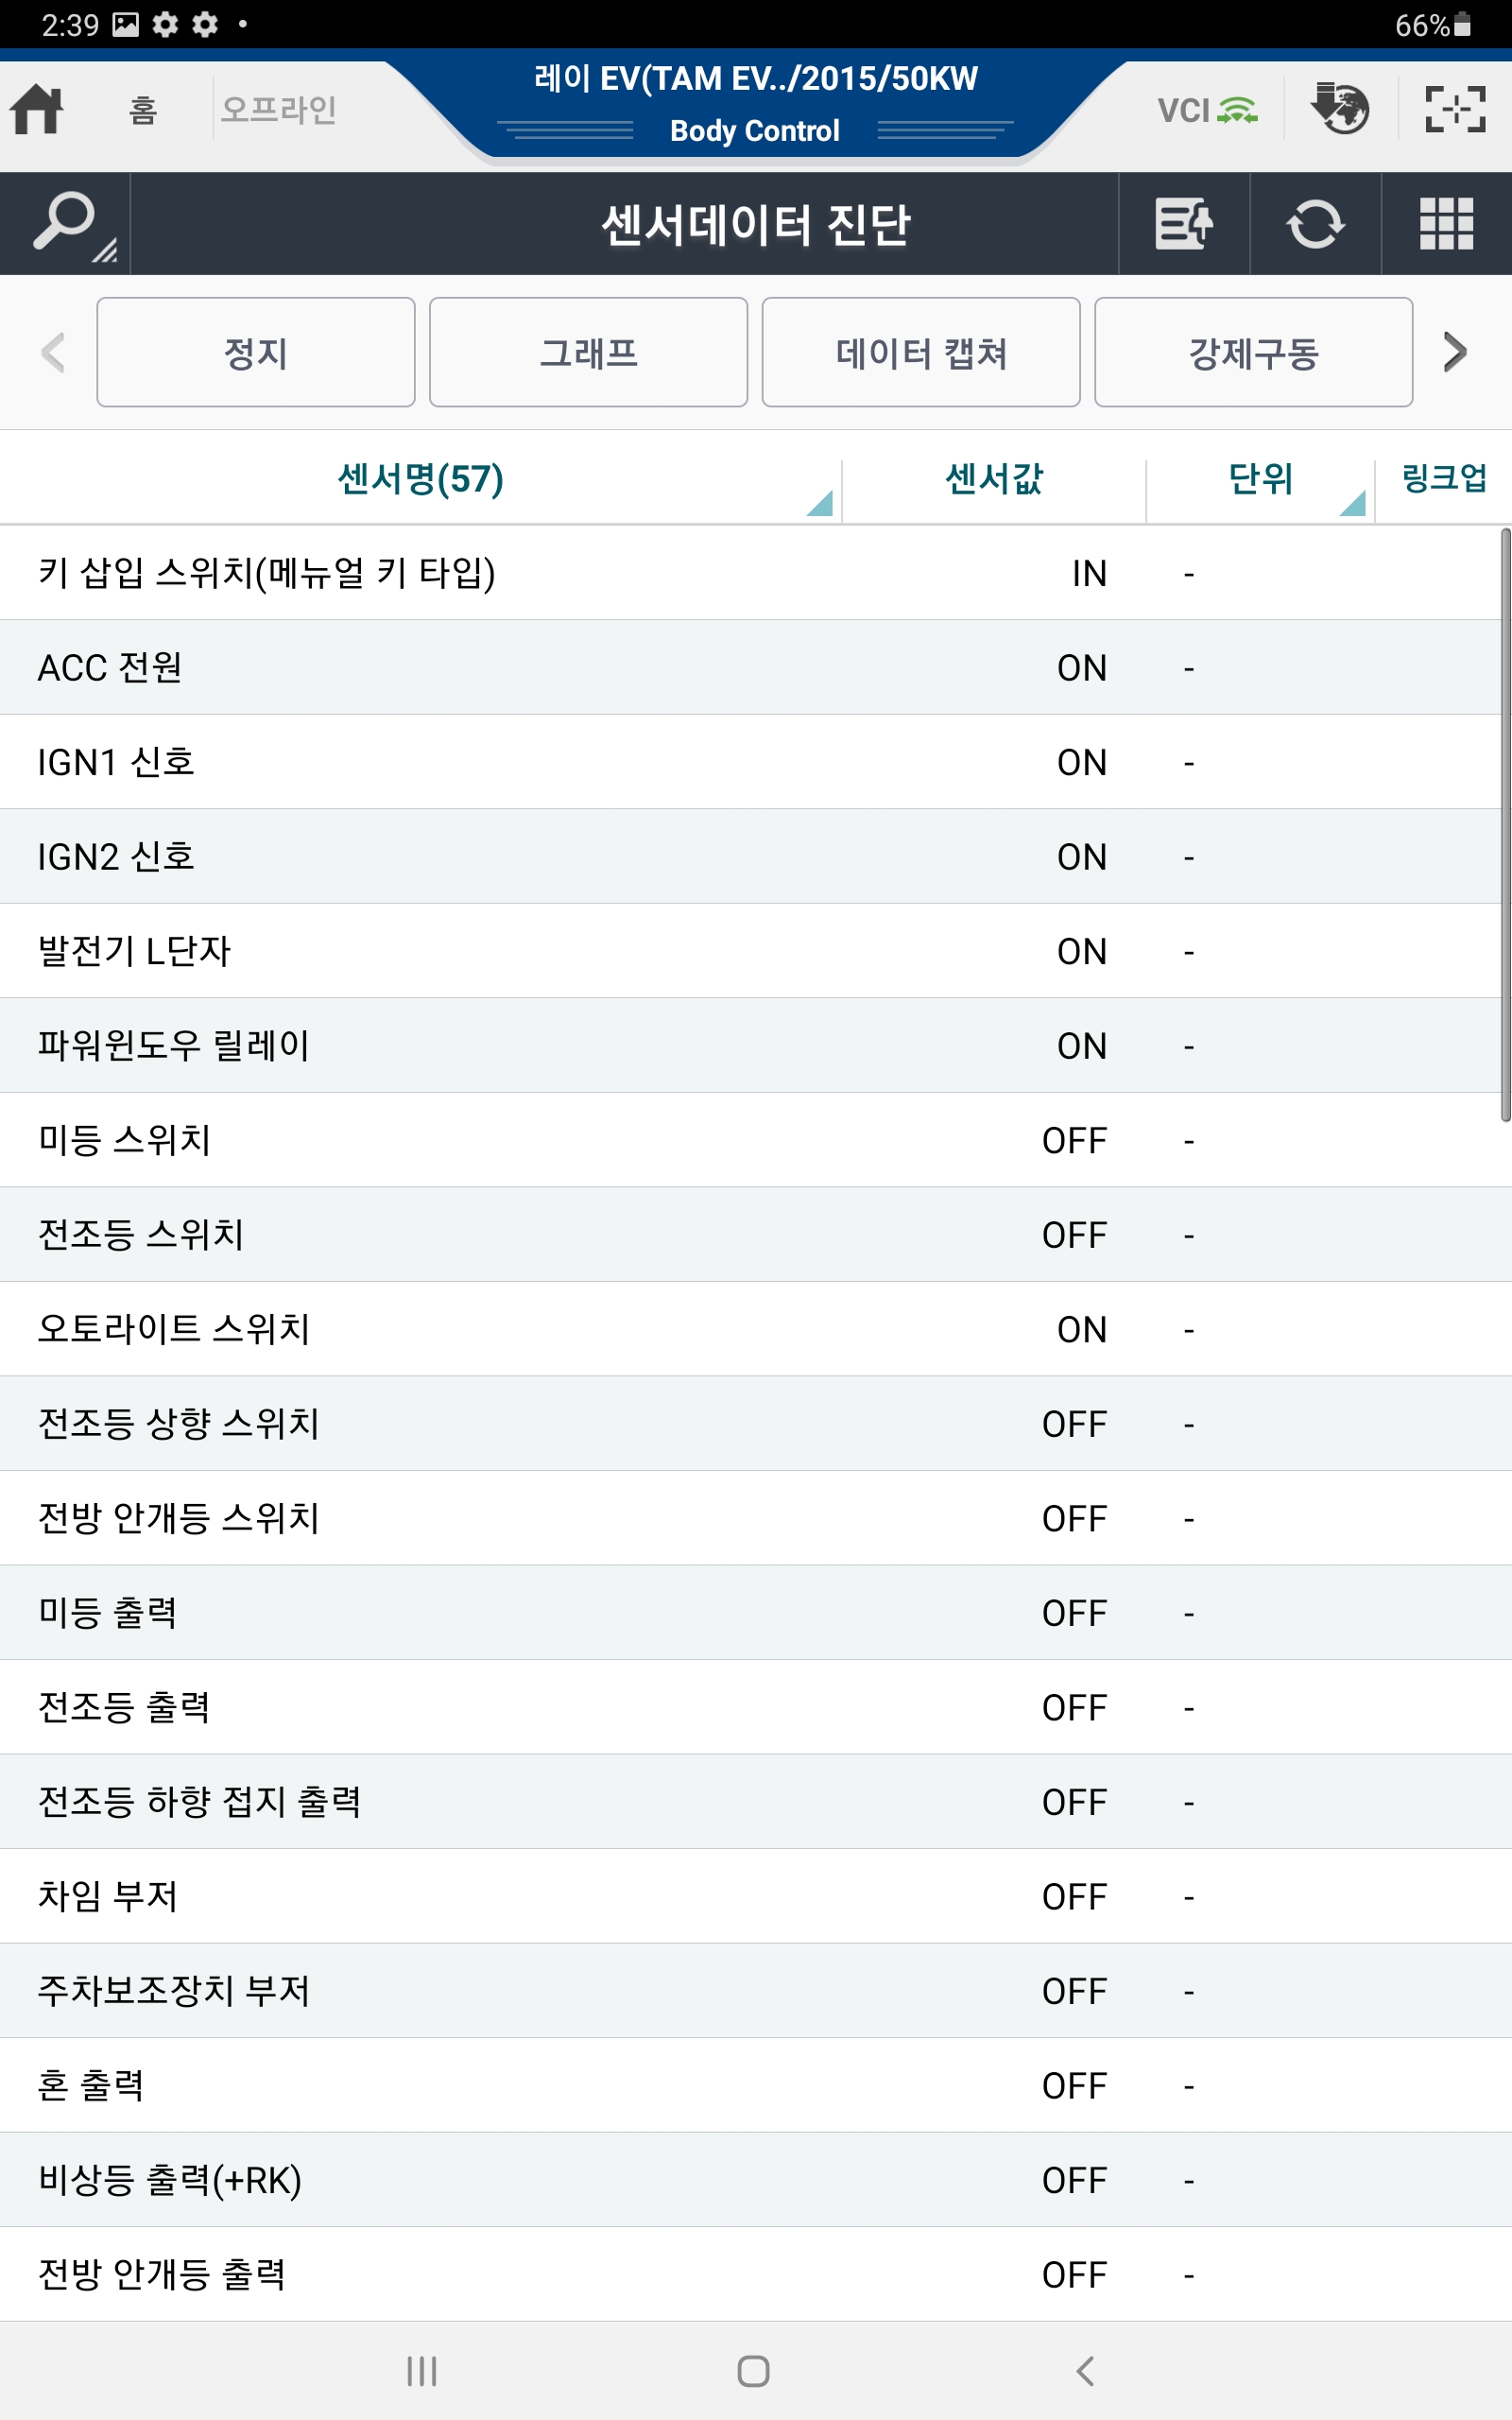 2:39
66%
홈
오프라인
레이 EV(TAM EV../2015/50KW
Body Control
VCI
센서데이터 진단
정지
그래프
데이터 캡쳐
강제구동
센서명(57) 센서값 단위 링크업
키 삽입 스위치(메뉴얼 키 타입) IN -
ACC 전원 ON -
IGN1 신호 ON -
IGN2 신호 ON -
발전기 L단자 ON -
파워윈도우 릴레이 ON -
미등 스위치 OFF -
전조등 스위치 OFF -
오토라이트 스위치 ON -
전조등 상향 스위치 OFF -
전방 안개등 스위치 OFF -
미등 출력 OFF -
전조등 출력 OFF -
전조등 하향 접지 출력 OFF -
차임 부저 OFF -
주차보조장치 부저 OFF -
혼 출력 OFF -
비상등 출력(+RK) OFF -
전방 안개등 출력 OFF -